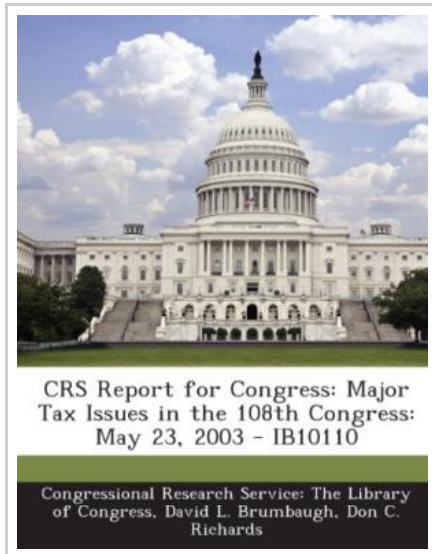 CRS Report for Congress: Major
Tax Issues in the 108th Congress:
May 23, 2003 - IB10110
Congressional Research Service: The Library
of Congress, David L. Brumbaugh, Don C.
Richards